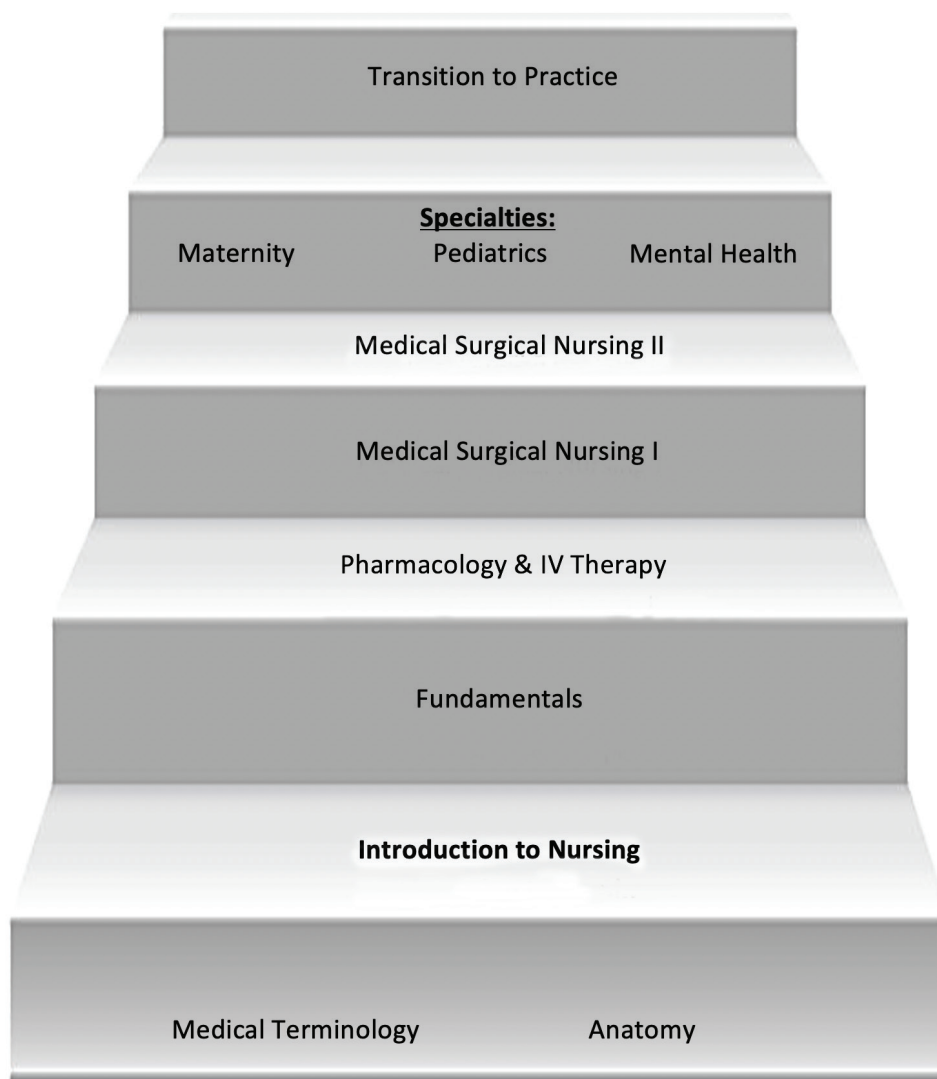 Transition to Practice
Specialties:
Maternity Pediatrics Mental Health
Medical Surgical Nursing II
Medical Surgical Nursing I
Pharmacology & IV Therapy
Fundamentals
Introduction to Nursing
Medical Terminology Anatomy